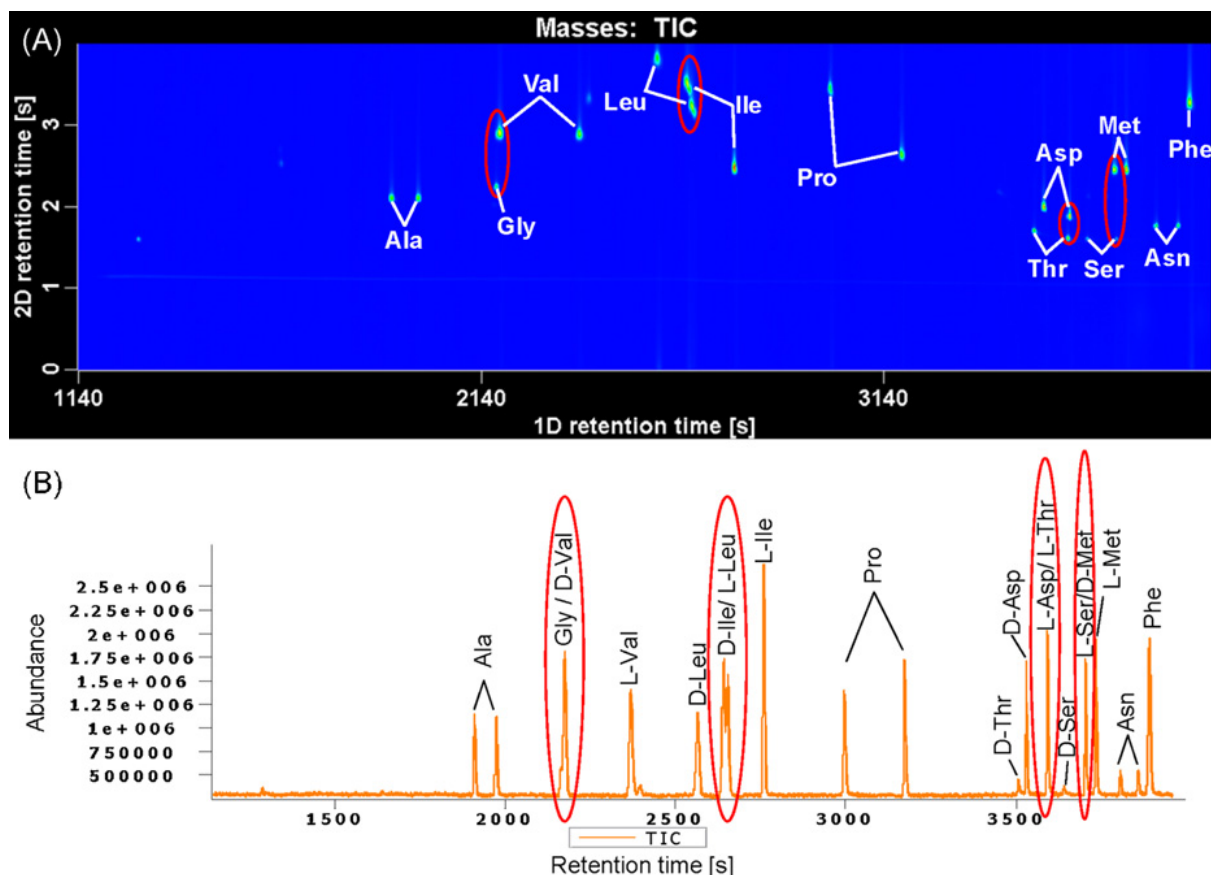 (A)
Masses: TIC
2D retention time [s]
3
2
1
0
Val
Leu
Ile
Met
Asp
Phe
Pro
Ala
Gly
Thr
Ser
Asn
1140
2140
3140
1D retention time [s]
(B)
Abundance
2.5e+006
2.25e+006
2e+006
1.75e+006
1.5e+006
1.25e+006
1e+006
750000
500000
Ala
Gly / D-Val
L-Val
D-Leu
D-Ile/ L-Leu
L-Ile
Pro
D-Thr
D-Asp
L-Asp/ L-Thr
D-Ser
L-Ser/D-Met
L-Met
Asn
Phe
1500
2000
2500
3000
3500
TIC
Retention time [s]